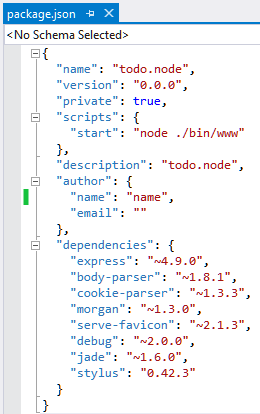 package.json
<No Schema Selected>
{
"name": "todo.node",
"version": "0.0.0",
"private": true,
"scripts": {
"start": "node ./bin/www"
},
"description": "todo.node",
"author": {
"name": "name",
"email": ""
},
"dependencies": {
"express": "~4.9.0",
"body-parser": "~1.8.1",
"cookie-parser": "~1.3.3",
"morgan": "~1.3.0",
"serve-favicon": "~2.1.3",
"debug": "~2.0.0",
"jade": "~1.6.0",
"stylus": "0.42.3"
}
}